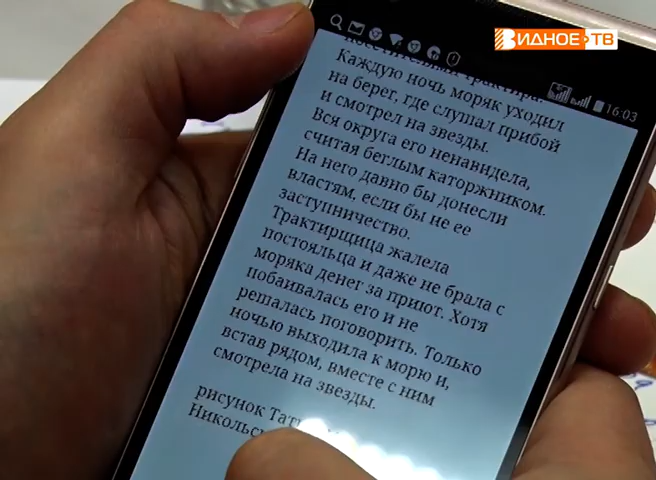 ВИДНОЕ-ТВ
16:03
Каждую ночь моряк уходил
на берег, где слушал прибой
и смотрел на звезды.
Вся округа его ненавидела,
считая беглым каторжником.
На него давно бы донесли
властям, если бы не ее
заступничество.
Трактирщица жалела
постояльца и даже не брала с
моряка денег за приют. Хотя
побаивалась его и не
решалась поговорить. Только
ночью выходила к морю и,
встав рядом, вместе с ним
смотрела на звезды.
рисунок